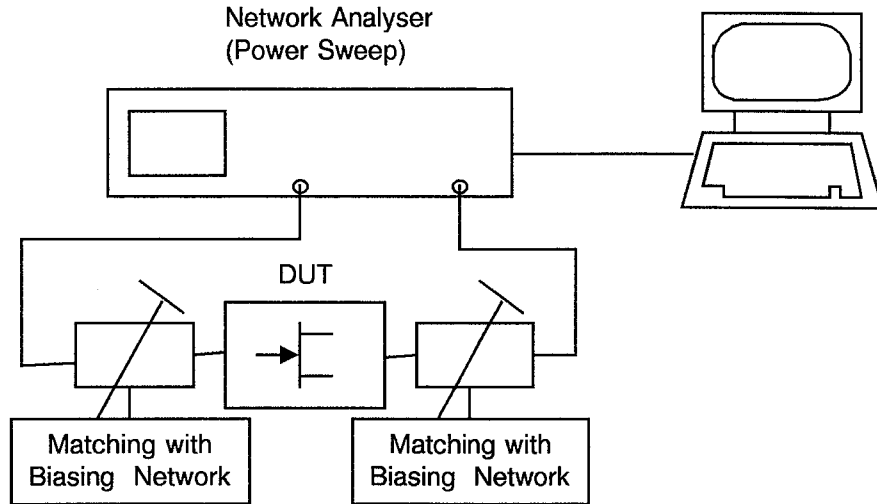 Network Analyser
(Power Sweep)
DUT
Matching with
Biasing Network
Matching with
Biasing Network